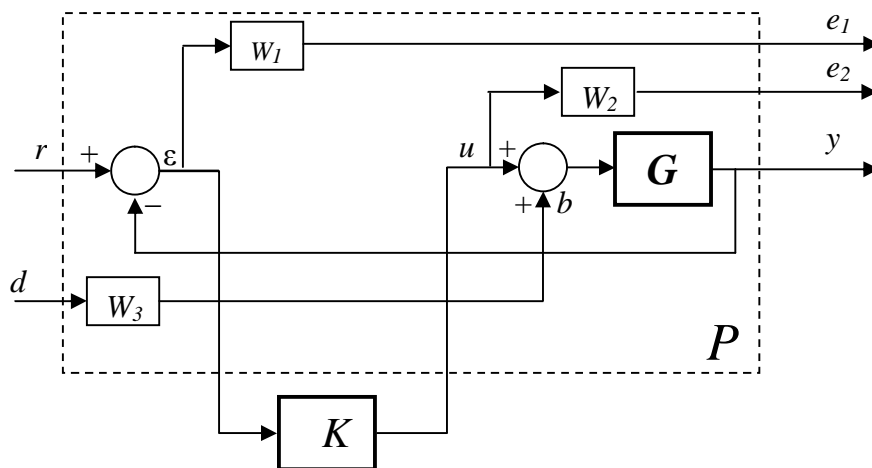 e1
W1
e2
W2
r + ε u + G y
− + b
d
W3
P
K